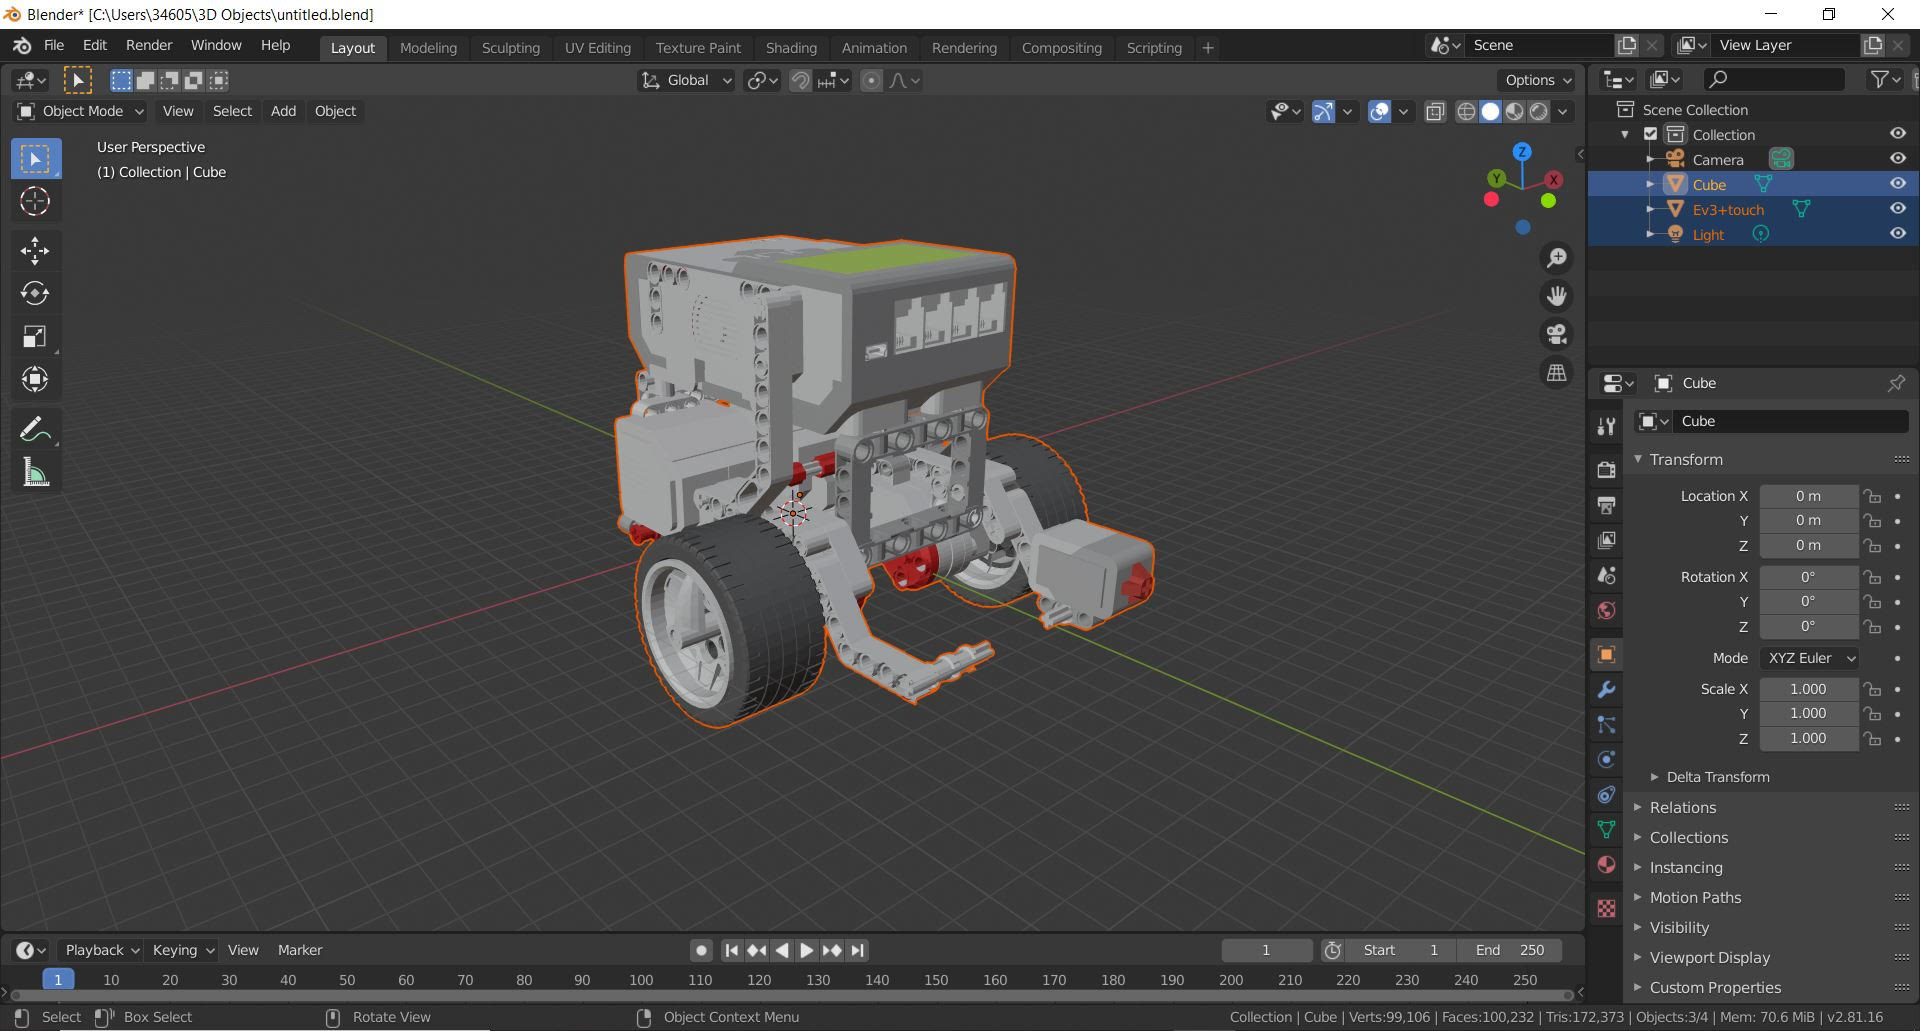 Blender* [C:\Users\34605\3D Objects\untitled.blend]
File Edit Render Window Help
Layout Modeling Sculpting UV Editing Texture Paint Shading Animation Rendering Compositing Scripting +
Scene
View Layer
Global
Options
Object Mode View Select Add Object
User Perspective
(1) Collection | Cube
Z
Y
X
Scene Collection
Collection
Camera
Cube
Ev3+touch
Light
Cube
Cube
Transform
Location X 0 m
Y 0 m
Z 0 m
Rotation X 0°
Y 0°
Z 0°
Mode XYZ Euler
Scale X 1.000
Y 1.000
Z 1.000
Delta Transform
Relations
Collections
Instancing
Motion Paths
Visibility
Viewport Display
Custom Properties
Playback Keying View Marker
1
Start 1
End 250
1 10 20 30 40 50 60 70 80 90 100 110 120 130 140 150 160 170 180 190 200 210 220 230 240 250
Select Box Select Rotate View Object Context Menu
Collection | Cube | Verts:99,106 | Faces:100,232 | Tris:172,373 | Objects:3/4 | Mem: 70.6 MiB | v2.81.16